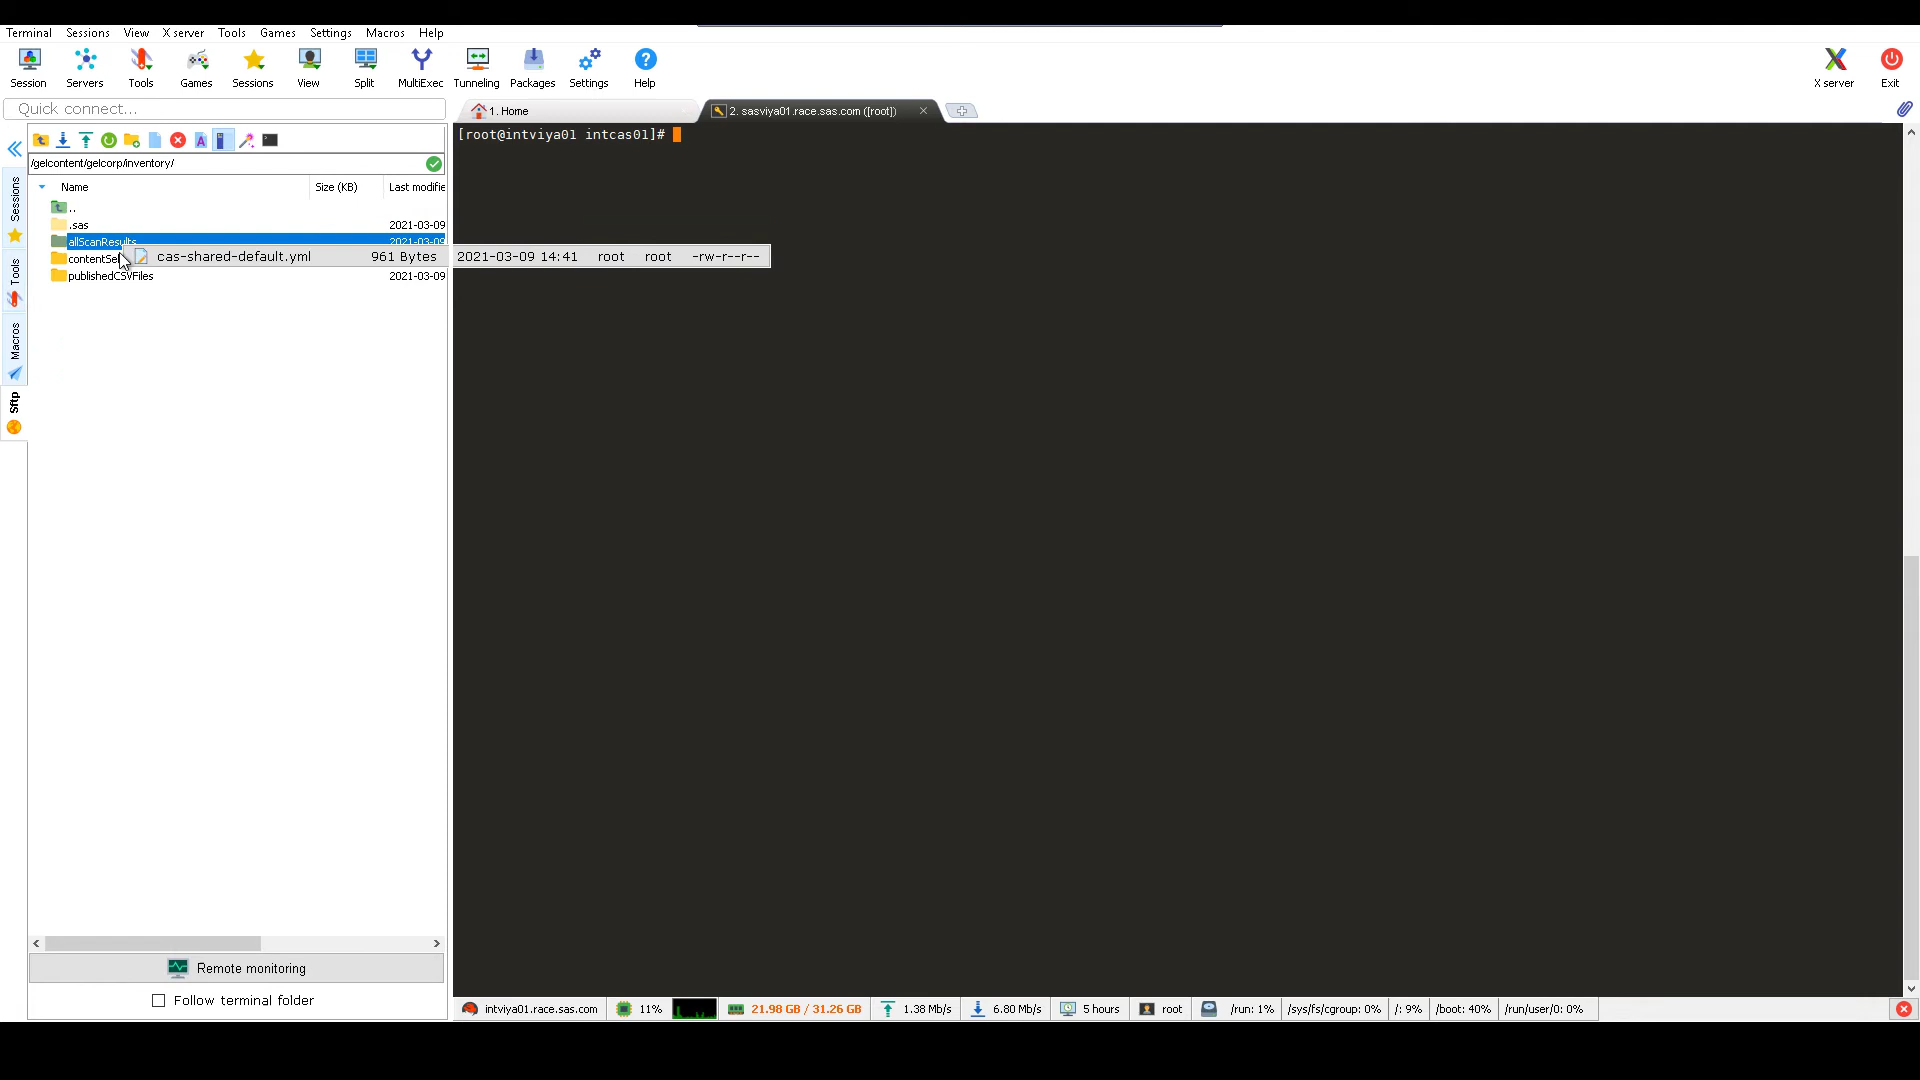 Terminal Sessions View X server Tools Games Settings Macros Help
Session Servers Tools Games Sessions View Split MultiExec Tunneling Packages Settings Help X server Exit
Quick connect...
1. Home
2. sasviya01.race.sas.com ([root])
/gelcontent/gelcorp/inventory/
Name Size (KB) Last modifie
..
.sas 2021-03-09
allScanResults 2021-03-09
cas-shared-default.yml 961 Bytes 2021-03-09 14:41 root root -rw-r--r--
publishedCSVFiles 2021-03-09
Sessions
Tools
Macros
Sftp
[root@intviya01 intcas01]#
Remote monitoring
Follow terminal folder
intviya01.race.sas.com 11% 21.98 GB / 31.26 GB 1.38 Mb/s 6.80 Mb/s 5 hours root /run: 1% /sys/fs/cgroup: 0% /: 9% /boot: 40% /run/user/0: 0%